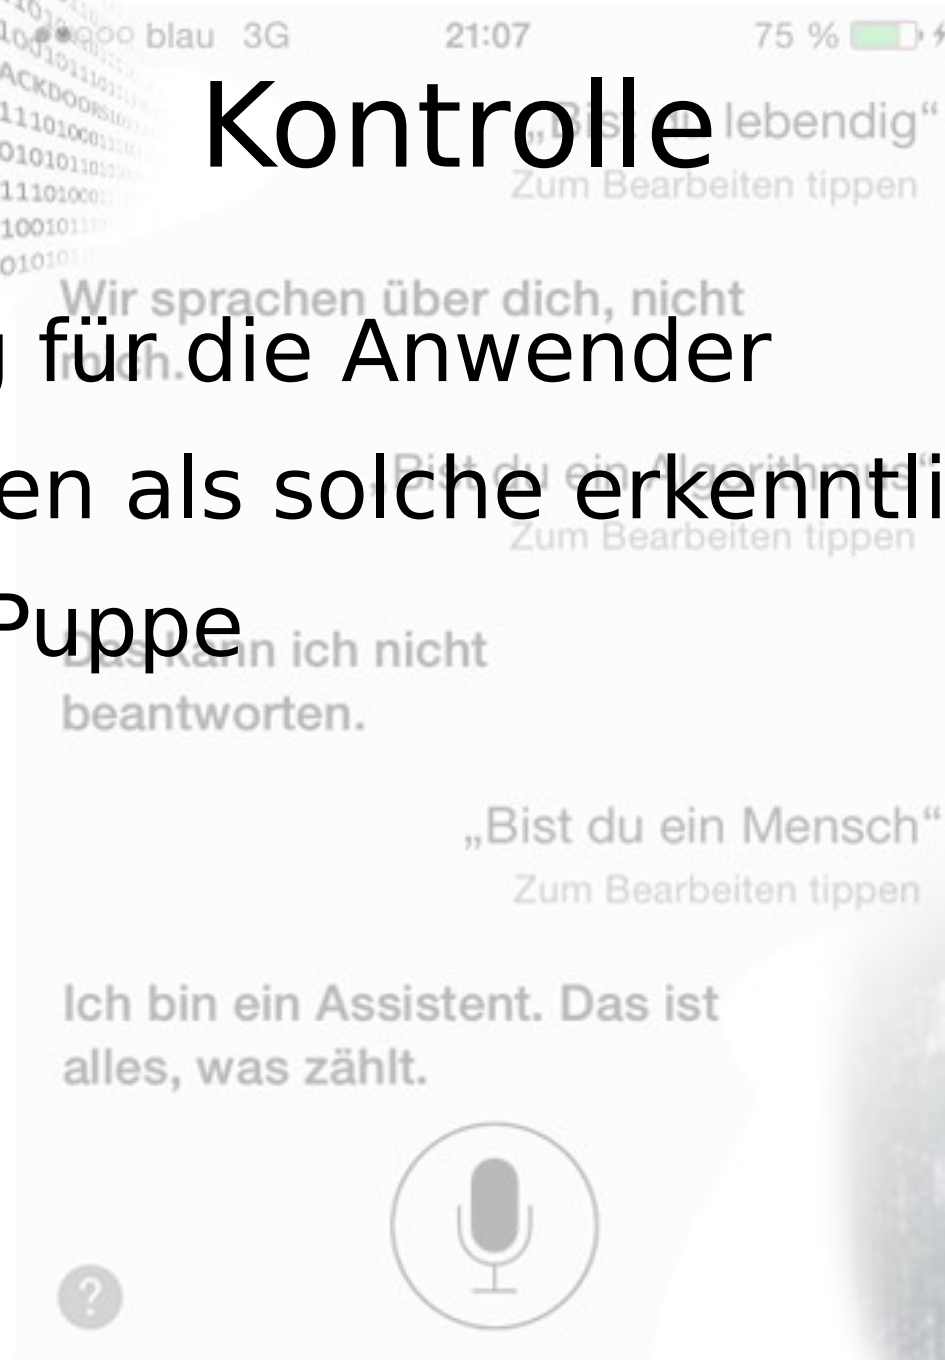 blau 3G 21:07 75 %
Kontrolle
„Bist du lebendig“
Zum Bearbeiten tippen
ACKDOORS
Wir sprachen über dich, nicht
mich.
für die Anwender
„Bist du ein Algorithmus“
en als solche erkenntli
Zum Bearbeiten tippen
Puppe
Das kann ich nicht
beantworten.
„Bist du ein Mensch“
Zum Bearbeiten tippen
Ich bin ein Assistent. Das ist
alles, was zählt.
?